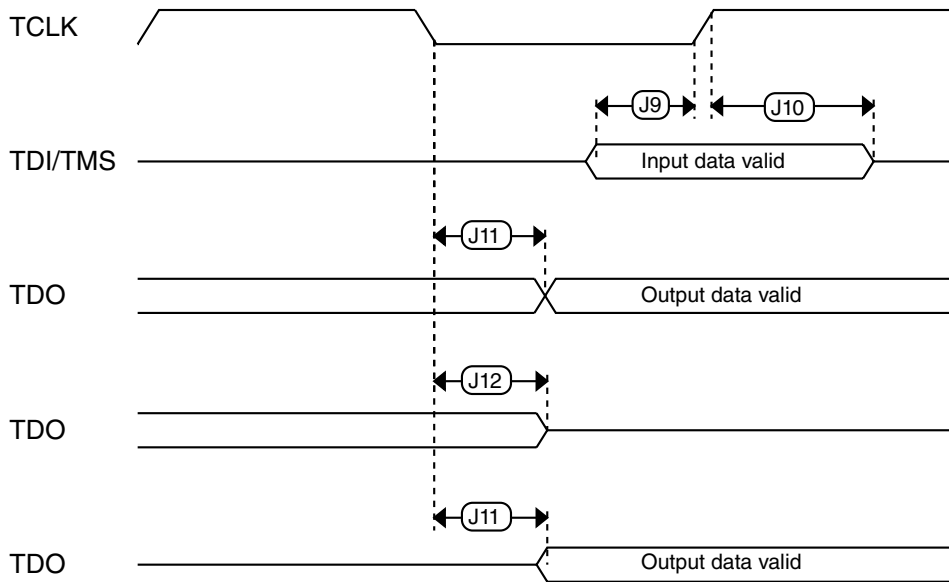 TCLK
J9
J10
TDI/TMS
Input data valid
J11
TDO
Output data valid
J12
TDO
J11
TDO
Output data valid